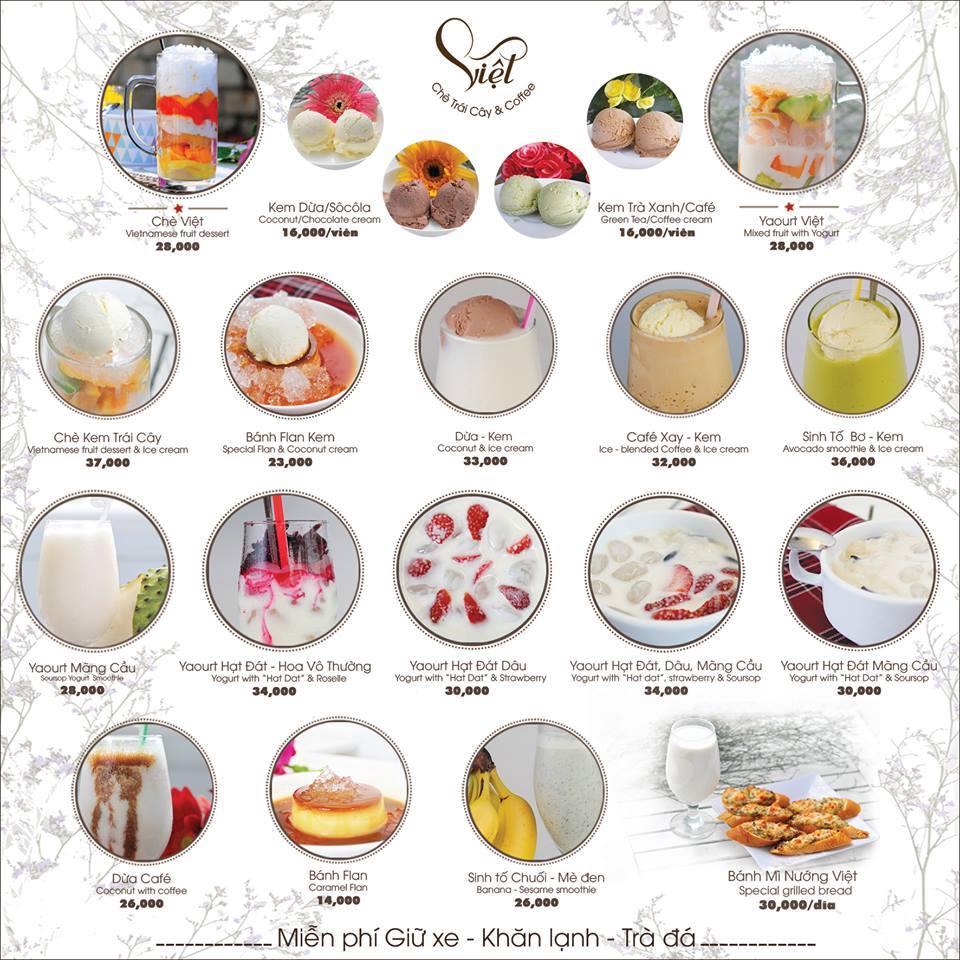 Việt
Chè Trái Cây & Coffee
Chè Việt
Vietnamese fruit dessert
28,000
Kem Dừa/Sôcôla
Coconut/Chocolate cream
16,000/viên
Kem Trà Xanh/Café
Green Tea/Coffee cream
16,000/viên
Yaourt Việt
Mixed fruit with Yogurt
28,000
Chè Kem Trái Cây
Vietnamese fruit dessert & Ice cream
37,000
Bánh Flan Kem
Special Flan & Coconut cream
23,000
Dừa - Kem
Coconut & ice cream
33,000
Café Xay - Kem
Ice - blended Coffee & Ice cream
32,000
Sinh Tố Bơ - Kem
Avocado smoothie & Ice cream
36,000
Yaourt Mãng Cầu
Soursop Yogurt Smoothie
28,000
Yaourt Hạt Đát - Hoa Vô Thường
Yogurt with "Hat Dat" & Roselle
34,000
Yaourt Hạt Đát Dâu
Yogurt with "Hat Dat" & Strawberry
30,000
Yaourt Hạt Đát, Dâu, Mãng Cầu
Yogurt with "Hat Dat", strawberry & Soursop
34,000
Yaourt Hạt Đát Mãng Cầu
Yogurt with "Hat Dat" & Soursop
30,000
Dừa Café
Coconut with coffee
26,000
Bánh Flan
Caramel Flan
14,000
Sinh tố Chuối - Mè đen
Banana - Sesame smoothie
26,000
Bánh Mì Nướng Việt
Special grilled bread
30,000/dĩa
Miễn phí Giữ xe - Khăn lạnh - Trà đá